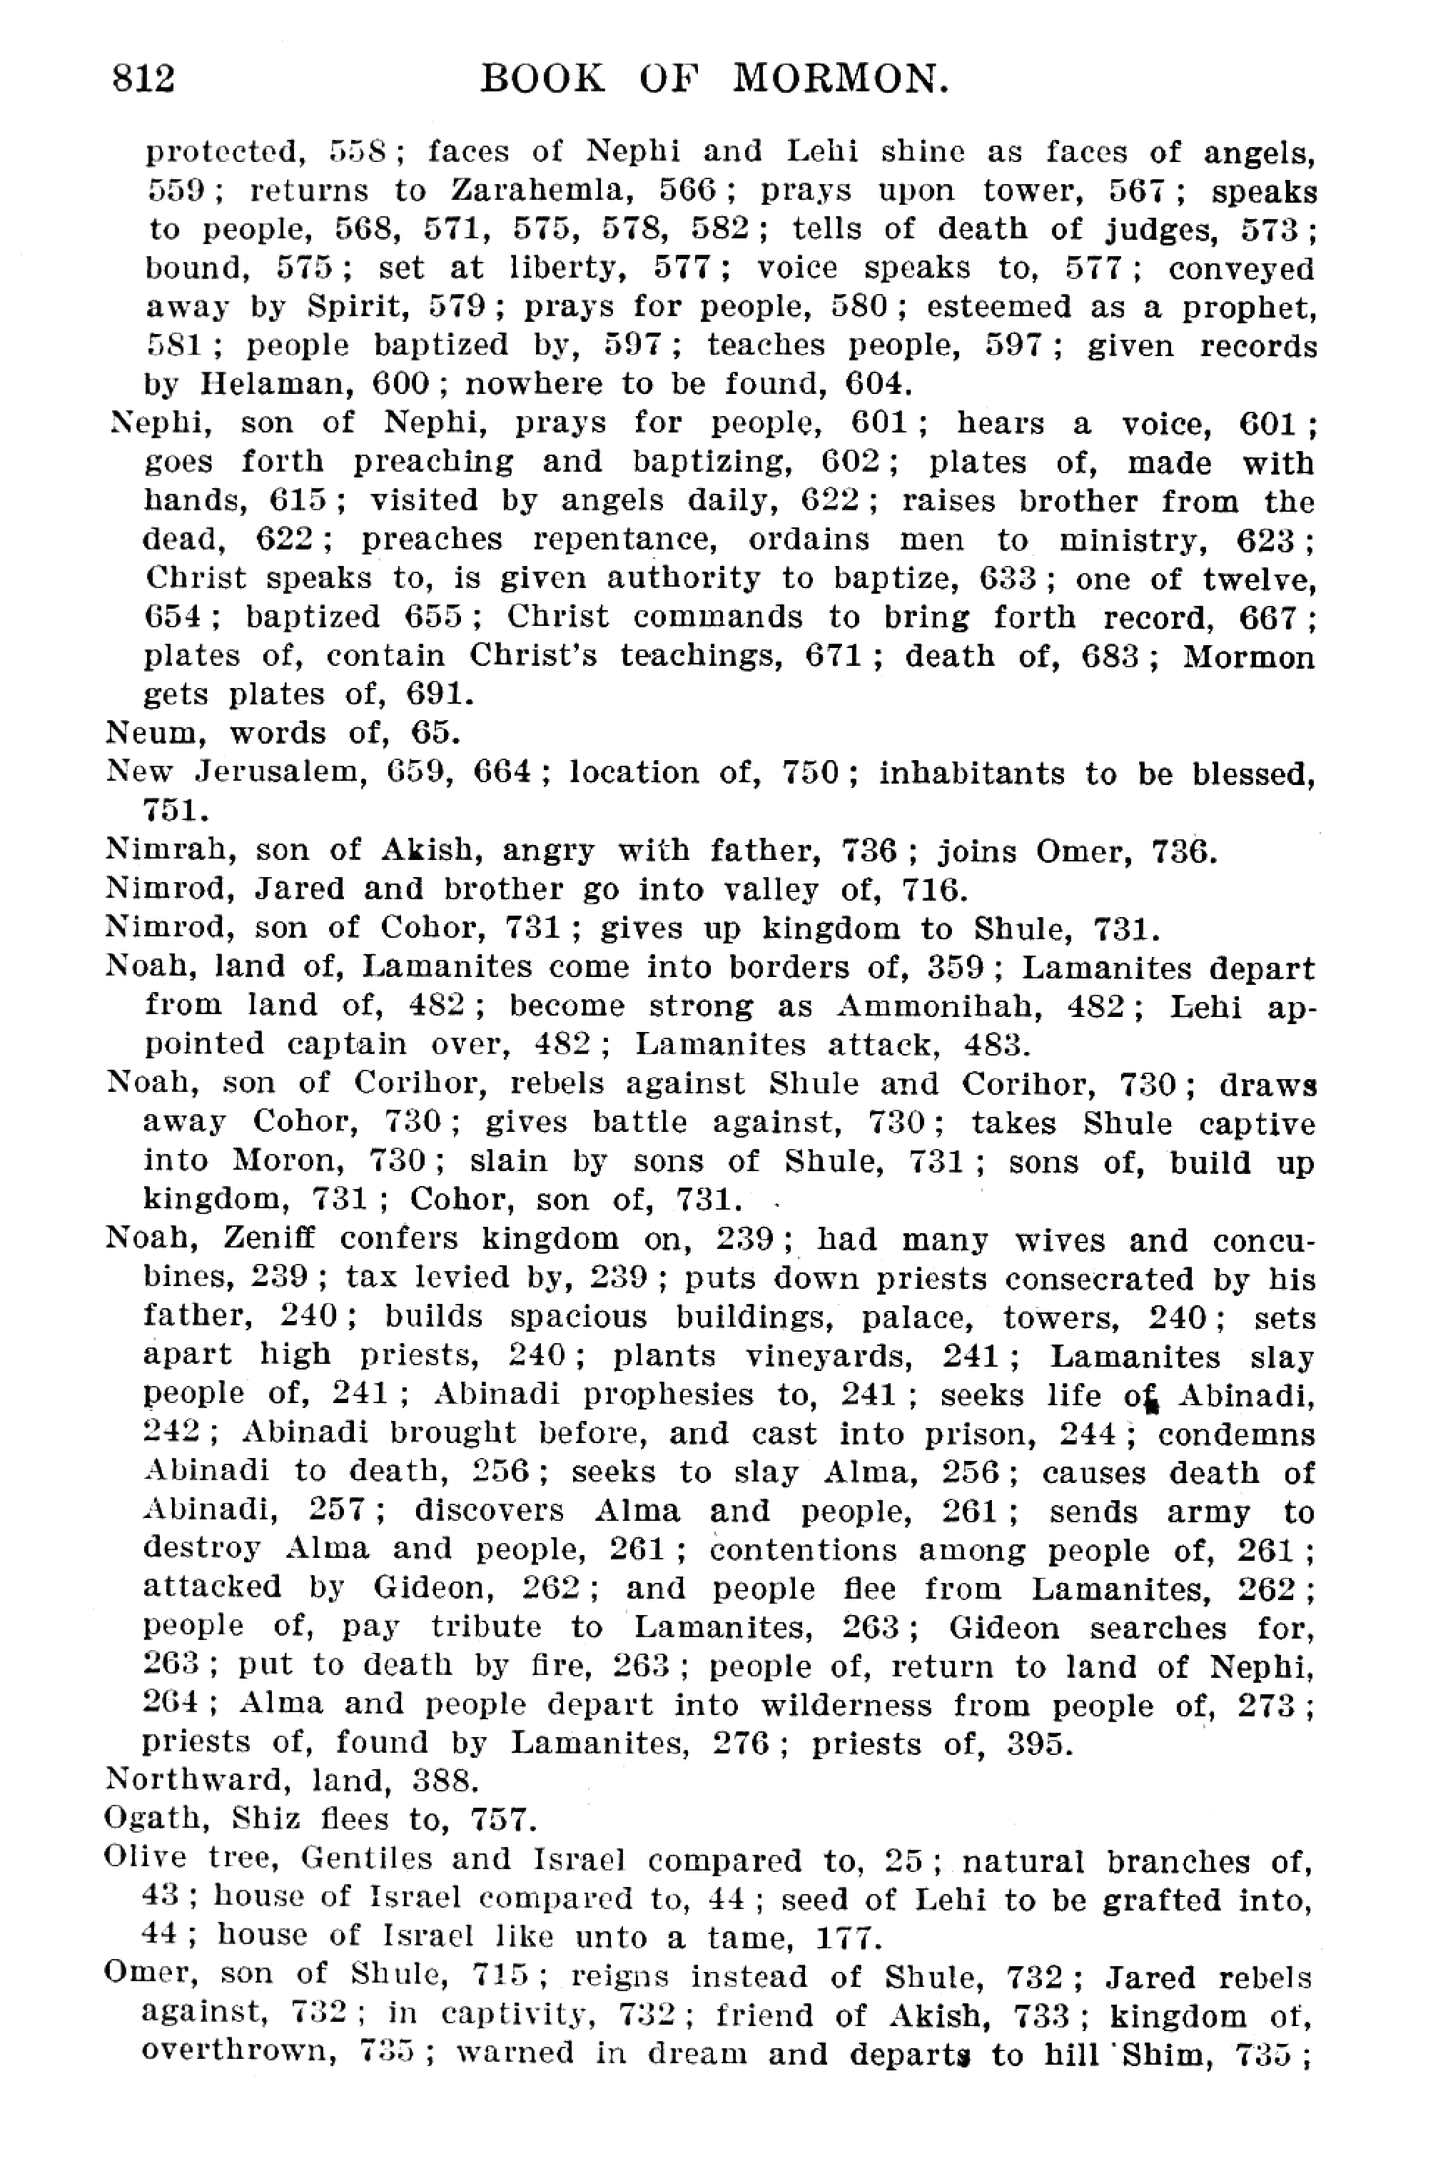 812 BOOK OF MORMON.
protected, 558; faces of Nephi and Lehi shine as faces of angels,
559; returns to Zarahemla, 566; prays upon tower, 567; speaks
to people, 568, 571, 575, 578, 582; tells of death of judges, 573;
bound, 575; set at liberty, 577; voice speaks to, 577; conveyed
away by Spirit, 579; prays for people, 580; esteemed as a prophet,
581; people baptized by, 597; teaches people, 597; given records
by Helaman, 600; nowhere to be found, 604.
Nephi, son of Nephi, prays for people, 601; hears a voice, 601;
goes forth preaching and baptizing, 602; plates of, made with
hands, 615; visited by angels daily, 622; raises brother from the
dead, 622; preaches repentance, ordains men to ministry, 623;
Christ speaks to, is given authority to baptize, 633; one of twelve,
654; baptized 655; Christ commands to bring forth record, 667;
plates of, contain Christ's teachings, 671; death of, 683; Mormon
gets plates of, 691.
Neum, words of, 65.
New Jerusalem, 659, 664; location of, 750; inhabitants to be blessed,
751.
Nimrah, son of Akish, angry with father, 736; joins Omer, 736.
Nimrod, Jared and brother go into valley of, 716.
Nimrod, son of Cohor, 731; gives up kingdom to Shule, 731.
Noah, land of, Lamanites come into borders of, 359; Lamanites depart
from land of, 482; become strong as Ammonihah, 482; Lehi ap-
pointed captain over, 482; Lamanites attack, 483.
Noah, son of Corihor, rebels against Shule and Corihor, 730; draws
away Cohor, 730; gives battle against, 730; takes Shule captive
into Moron, 730; slain by sons of Shule, 731; sons of, build up
kingdom, 731; Cohor, son of, 731.
Noah, Zeniff confers kingdom on, 239; had many wives and concu-
bines, 239; tax levied by, 239; puts down priests consecrated by his
father, 240; builds spacious buildings, palace, towers, 240; sets
apart high priests, 240; plants vineyards, 241; Lamanites slay
people of, 241; Abinadi prophesies to, 241; seeks life of Abinadi,
242; Abinadi brought before, and cast into prison, 244; condemns
Abinadi to death, 256; seeks to slay Alma, 256; causes death of
Abinadi, 257; discovers Alma and people, 261; sends army to
destroy Alma and people, 261; contentions among people of, 261;
attacked by Gideon, 262; and people flee from Lamanites, 262;
people of, pay tribute to Lamanites, 263; Gideon searches for,
263; put to death by fire, 263; people of, return to land of Nephi,
264; Alma and people depart into wilderness from people of, 273;
priests of, found by Lamanites, 276; priests of, 395.
Northward, land, 388.
Ogath, Shiz flees to, 757.
Olive tree, Gentiles and Israel compared to, 25; natural branches of,
43; house of Israel compared to, 44; seed of Lehi to be grafted into,
44; house of Israel like unto a tame, 177.
Omer, son of Shule, 715; reigns instead of Shule, 732; Jared rebels
against, 732; in captivity, 732; friend of Akish, 733; kingdom of,
overthrown, 735; warned in dream and departs to hill Shim, 735;